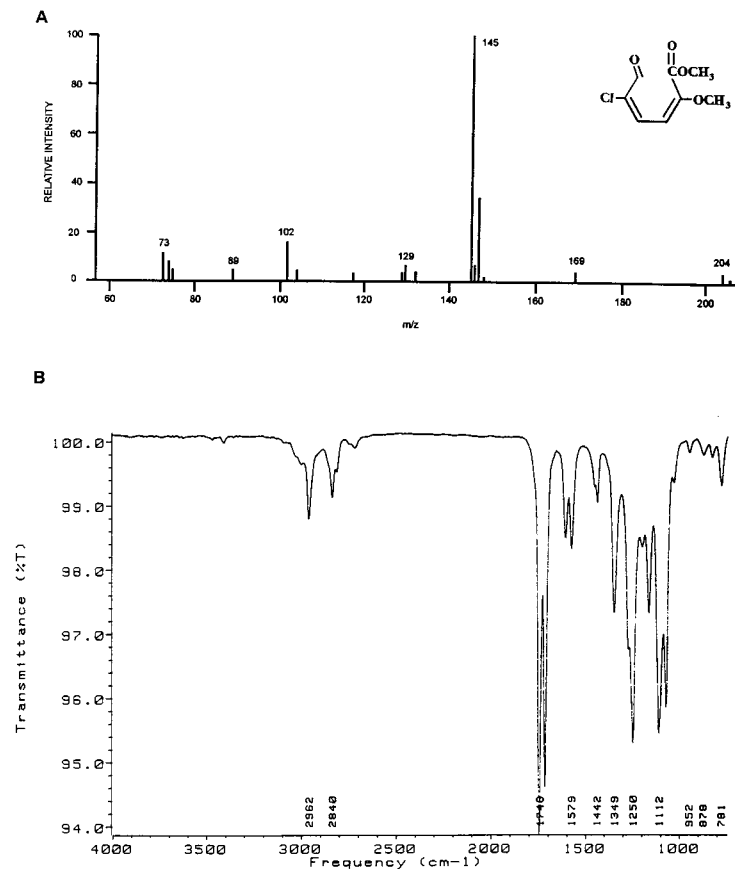 A
100
80
60
40
20
0
RELATIVE INTENSITY
145
73
89
102
129
169
204
60 80 100 120 140 160 180 200
m/z
O
O
COCH3
Cl
OCH3
B
100.0
99.0
98.0
97.0
96.0
95.0
94.0
Transmittance (%T)
2962
2840
1740
1579
1442
1349
1250
1112
952
878
781
4000 3000 2000 1500 1000
Frequency (cm-1)